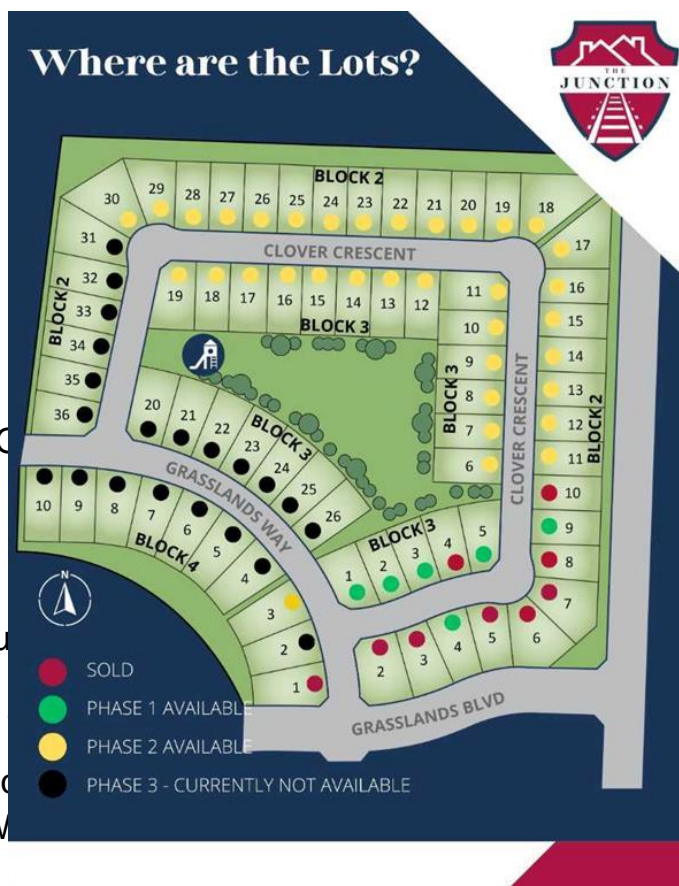 Where are the Lots?
THE
JUNCTION
BLOCK 2
30 29 28 27 26 25 24 23 22 21 20 19 18
17
CLOVER CRESCENT
31
32
33
34
35
36
BLOCK 2
19 18 17 16 15 14 13 12
BLOCK 3
11
10
9
8
7
6
BLOCK 3
CLOVER CRESCENT
16
15
14
13
12
11
10
9
8
7
BLOCK 2
20 21 22 23 24 25 26
BLOCK 3
GRASSLANDS WAY
10 9 8 7 6 5 4
BLOCK 4
3
2
1
BLOCK 3
1 2 3 4 5
2 3 4 5 6
GRASSLANDS BLVD
N
SOLD
PHASE 1 AVAILABLE
PHASE 2 AVAILABLE
PHASE 3 - CURRENTLY NOT AVAILABLE